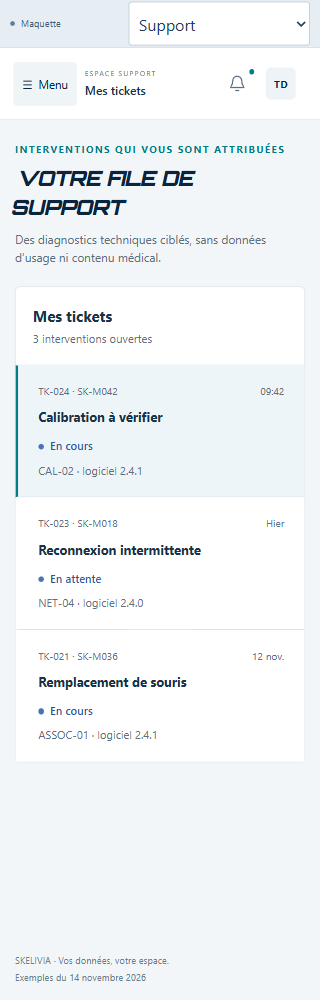 Maquette
Support
☰ Menu
ESPACE SUPPORT
Mes tickets
TD
INTERVENTIONS QUI VOUS SONT ATTRIBUÉES
VOTRE FILE DE
SUPPORT
Des diagnostics techniques ciblés, sans données
d'usage ni contenu médical.
Mes tickets
3 interventions ouvertes
TK-024 · SK-M042
09:42
Calibration à vérifier
En cours
CAL-02 · logiciel 2.4.1
TK-023 · SK-M018
Hier
Reconnexion intermittente
En attente
NET-04 · logiciel 2.4.0
TK-021 · SK-M036
12 nov.
Remplacement de souris
En cours
ASSOC-01 · logiciel 2.4.1
SKELIVIA · Vos données, votre espace.
Exemples du 14 novembre 2026